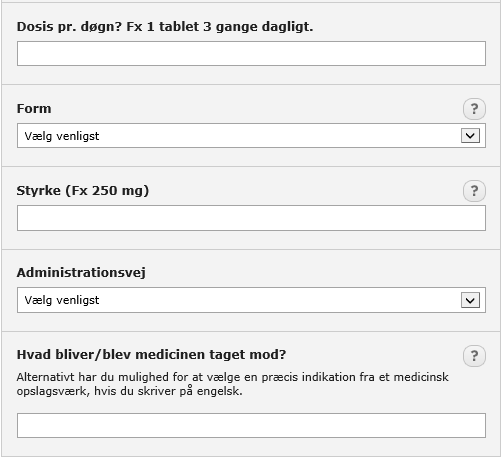 Dosis pr. døgn? Fx 1 tablet 3 gange dagligt.
Form
?
Vælg venligst
Styrke (Fx 250 mg)
?
Administrationsvej
Vælg venligst
Hvad bliver/blev medicinen taget mod?
?
Alternativt har du mulighed for at vælge en præcis indikation fra et medicinsk
opslagsværk, hvis du skriver på engelsk.